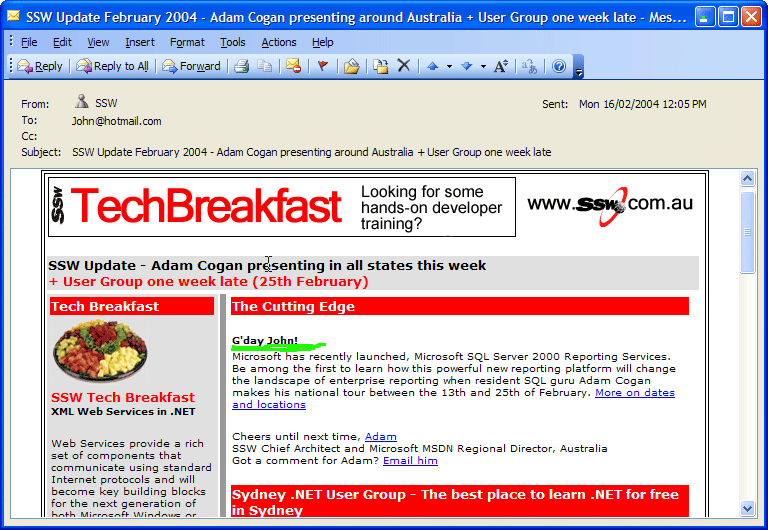 SSW Update February 2004 - Adam Cogan presenting around Australia + User Group one week late - Mes...
File Edit View Insert Format Tools Actions Help
Reply Reply to All Forward
From: SSW Sent: Mon 16/02/2004 12:05 PM
To: John@hotmail.com
Cc:
Subject: SSW Update February 2004 - Adam Cogan presenting around Australia + User Group one week late
SSW TechBreakfast
Looking for some
hands-on developer
training?
www.SSW.com.au
SSW Update - Adam Cogan presenting in all states this week
+ User Group one week late (25th February)
Tech Breakfast
SSW Tech Breakfast
XML Web Services in .NET
Web Services provide a rich
set of components that
communicate using standard
Internet protocols and will
become key building blocks
for the next generation of
both Microsoft Windows or
The Cutting Edge
G'day John!
Microsoft has recently launched, Microsoft SQL Server 2000 Reporting Services.
Be among the first to learn how this powerful new reporting platform will change
the landscape of enterprise reporting when resident SQL guru Adam Cogan
makes his national tour between the 13th and 25th of February. More on dates
and locations
Cheers until next time, Adam
SSW Chief Architect and Microsoft MSDN Regional Director, Australia
Got a comment for Adam? Email him
Sydney .NET User Group - The best place to learn .NET for free
in Sydney